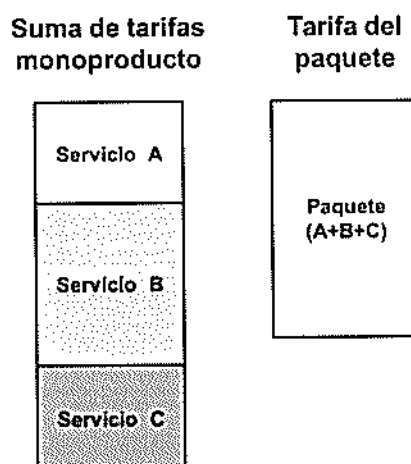 Suma de tarifas
monoproducto
Tarifa del
paquete
Servicio A
Servicio B
Servicio C
Paquete
(A+B+C)